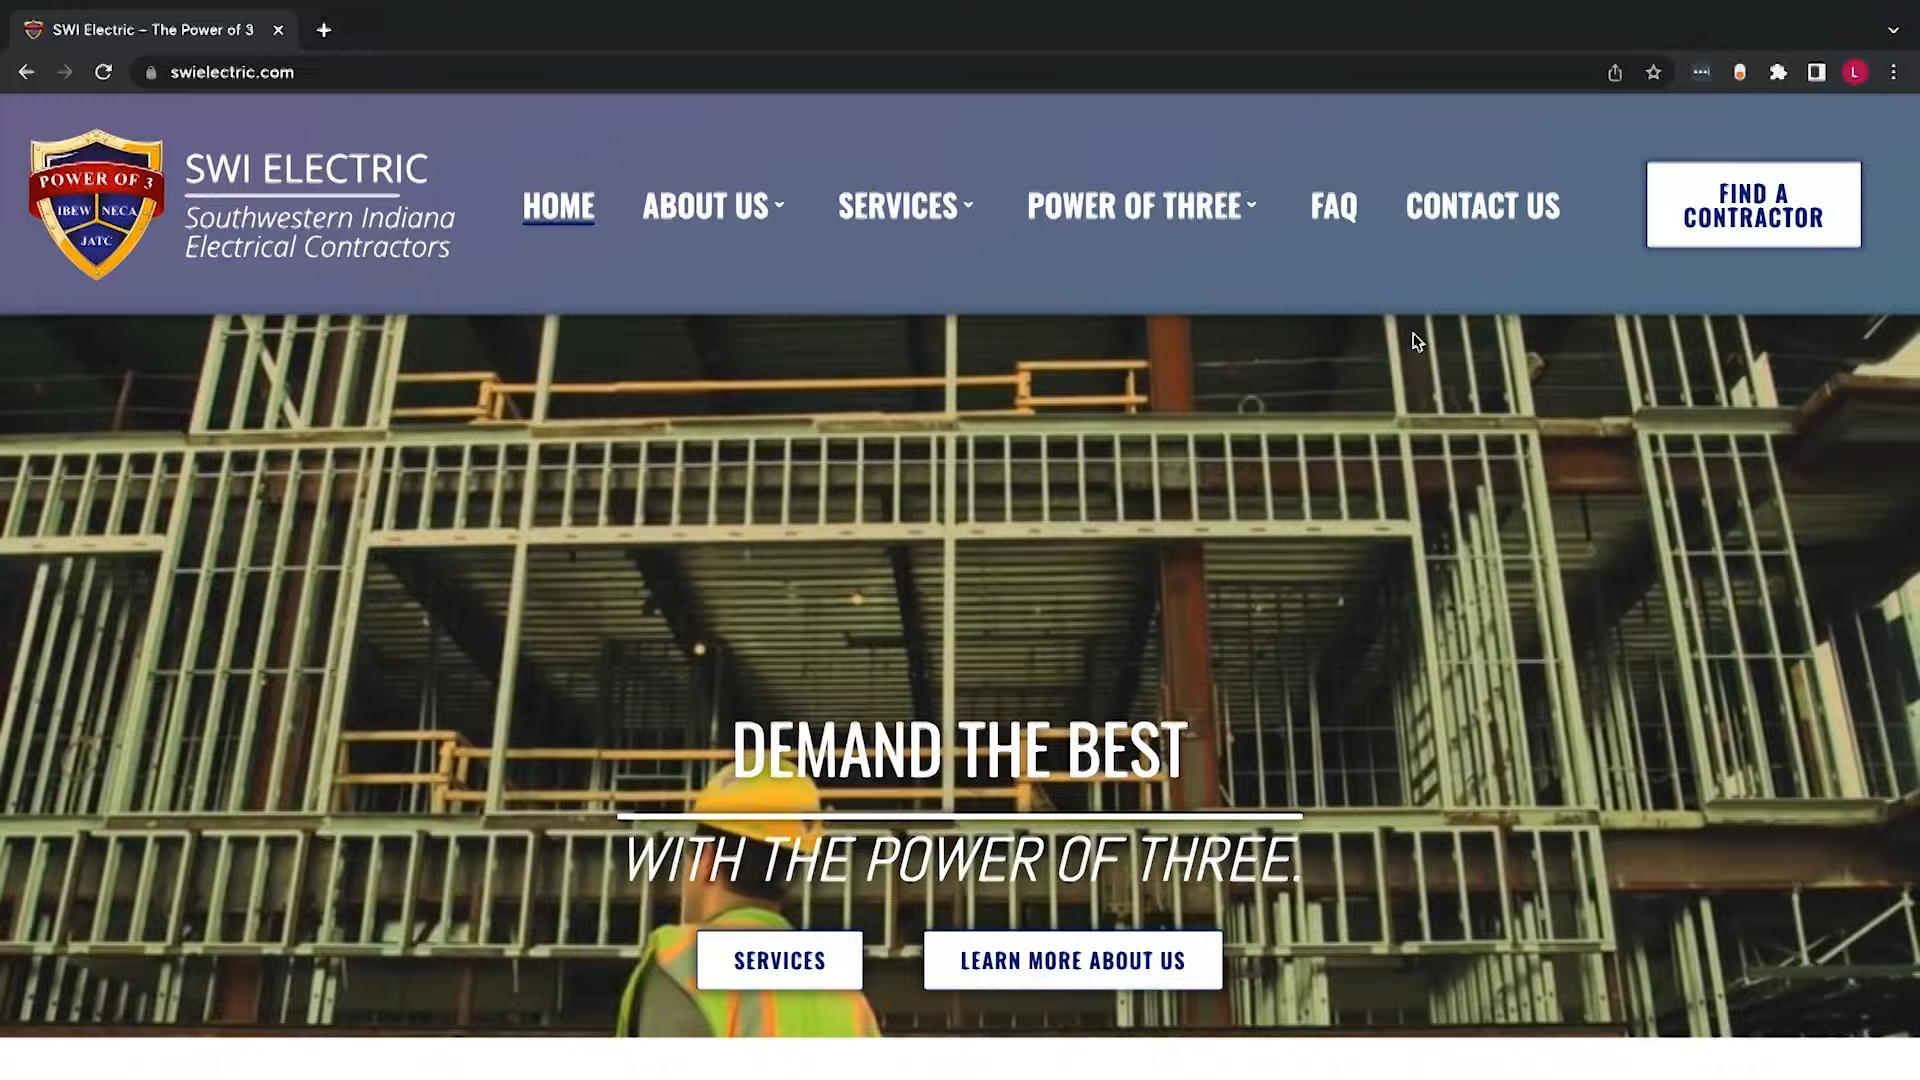 SWI Electric – The Power of 3
swielectric.com
L
POWER OF 3
IBEW NECA
JATC
SWI ELECTRIC
Southwestern Indiana
Electrical Contractors
HOME ABOUT US SERVICES POWER OF THREE FAQ CONTACT US
FIND A
CONTRACTOR
DEMAND THE BEST
WITH THE POWER OF THREE.
SERVICES LEARN MORE ABOUT US